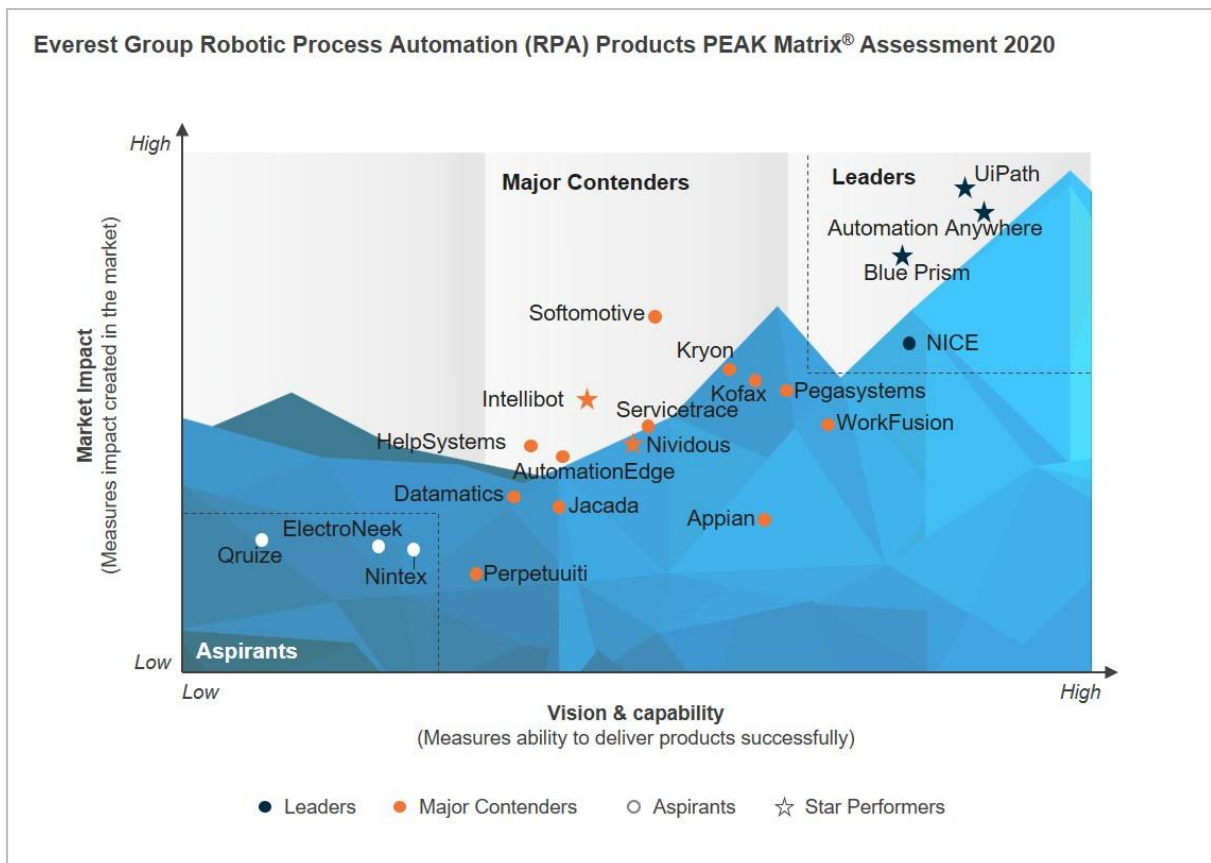 Everest Group Robotic Process Automation (RPA) Products PEAK Matrix® Assessment 2020
High
Major Contenders
Leaders
UiPath
Automation Anywhere
Blue Prism
Softomotive
NICE
Kryon
Kofax
Pegasystems
Intellibot
Servicetrace
WorkFusion
HelpSystems
Nividous
AutomationEdge
Datamatics
Jacada
Appian
ElectroNeek
Qruize
Nintex
Perpetuuiti
Aspirants
Market Impact
(Measures impact created in the market)
Low
Low
High
Vision & capability
(Measures ability to deliver products successfully)
Leaders
Major Contenders
Aspirants
Star Performers